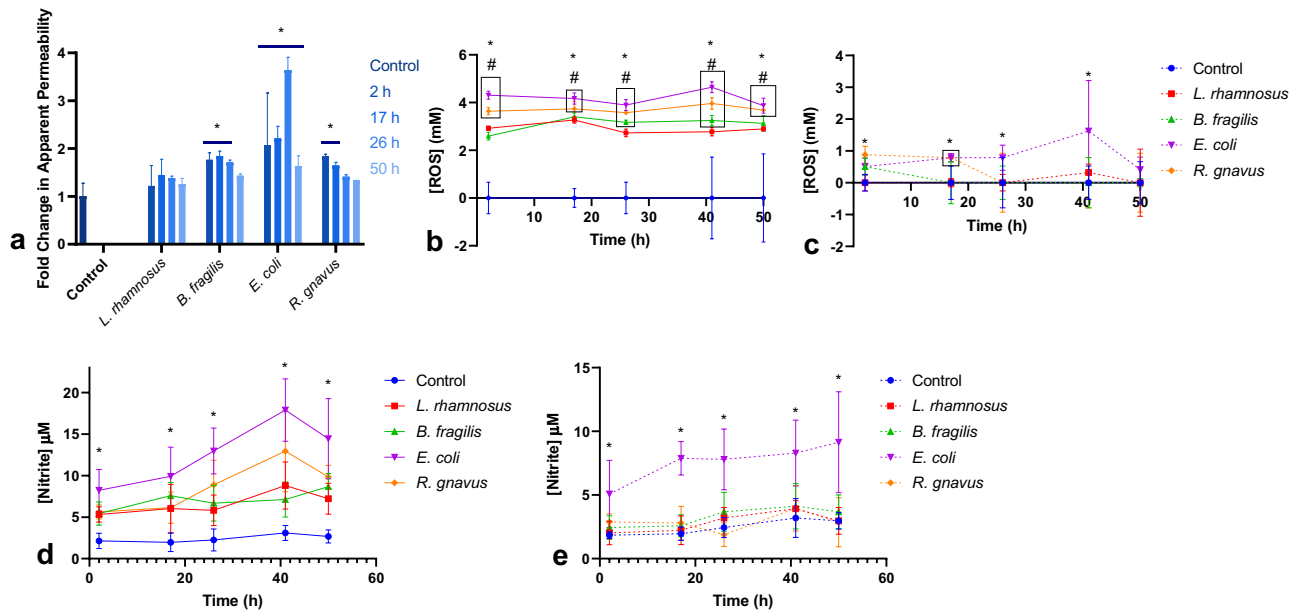 a
Fold Change in Apparent Permeability
4
3
2
1
0
*
*
*
Control
L. rhamnosus
B. fragilis
E. coli
R. gnavus
Control
2 h
17 h
26 h
50 h
b
[ROS] (mM)
6
4
2
0
-2
* * * * *
# # # # #
10 20 30 40 50
Time (h)
c
[ROS] (mM)
4
2
0
-2
* * * *
10 20 30 40 50
Time (h)
Control
L. rhamnosus
B. fragilis
E. coli
R. gnavus
d
[Nitrite] µM
20
15
10
5
0
* * * * *
0 20 40 60
Time (h)
Control
L. rhamnosus
B. fragilis
E. coli
R. gnavus
e
[Nitrite] µM
15
10
5
0
* * * * *
0 20 40 60
Time (h)
Control
L. rhamnosus
B. fragilis
E. coli
R. gnavus